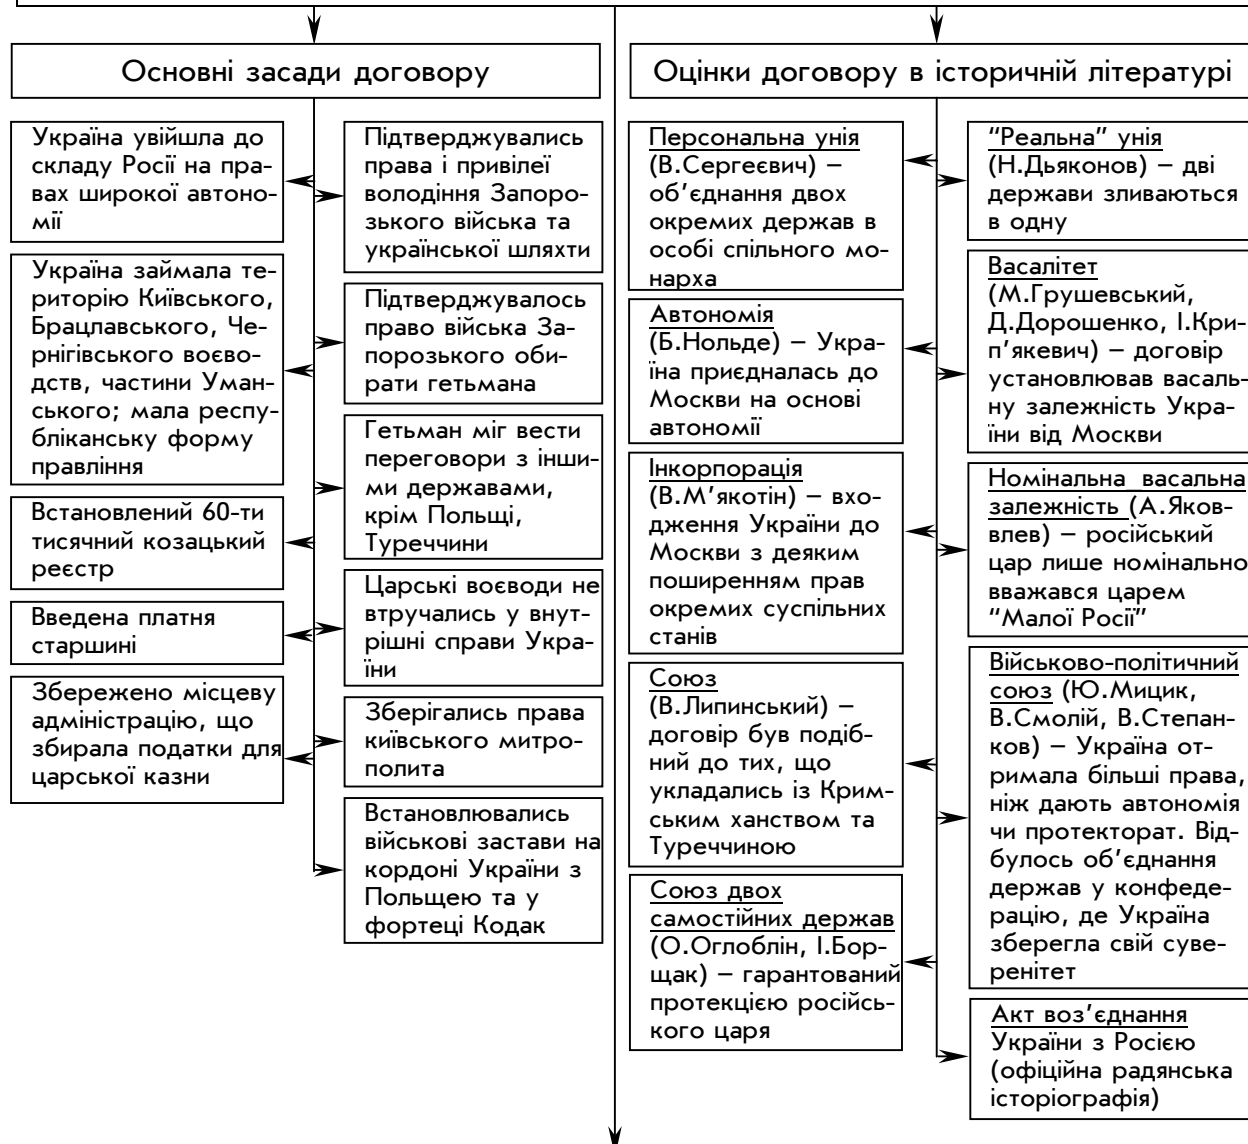 Основні засади договору
Україна увійшла до
складу Росії на пра-
вах широкої автоно-
мії
Україна займала те-
риторію Київського,
Брацлавського, Че-
рнігівського воєво-
дств, частини Уман-
ського; мала респу-
бліканську форму
правління
Встановлений 60-ти
тисячний козацький
реєстр
Введена платня
старшині
Збережено місцеву
адміністрацію, що
збирала податки для
царської казни
Підтверджувались
права і привілеї
володіння Запоро-
зького війська та
української шляхти
Підтверджувалось
право війська За-
порозького оби-
рати гетьмана
Гетьман міг вести
переговори з інши-
ми державами,
крім Польщі,
Туреччини
Царські воєводи не
втручались у внут-
рішні справи Укра-
їни
Зберігались права
київського митро-
полита
Встановлювались
військові застави на
кордоні України з
Польщею та у
фортеці Кодак
Оцінки договору в історичній літературі
Персональна унія
(В.Сергеєвич) –
об’єднання двох
окремих держав в
особі спільного мо-
нарха
Автономія
(Б.Нольде) – Укра-
їна приєдналась до
Москви на основі
автономії
Інкорпорація
(В.М’якотін) – вхо-
дження України до
Москви з деяким
поширенням прав
окремих суспільних
станів
Союз
(В.Липинський) –
договір був подіб-
ний до тих, що
укладались із Крим-
ським ханством та
Туреччиною
Союз двох
самостійних держав
(О.Оглоблін, І.Бор-
щак) – гарантований
протекцією російсь-
кого царя
“Реальна” унія
(Н.Дьяконов) – дві
держави зливаються
в одну
Васалітет
(М.Грушевський,
Д.Дорошенко, І.Кри-
п’якевич) – договір
установлював васаль-
ну залежність Укра-
їни від Москви
Номінальна васальна
залежність (А.Яков-
влев) – російський
цар лише номінально
вважався царем
“Малої Росії”
Військово-політичний
союз (Ю.Мицик,
В.Смолій, В.Степан-
ков) – Україна от-
римала більші права,
ніж дають автономія
чи протекторат. Від-
булось об’єднання
держав у конфеде-
рацію, де Україна
зберегла свій суве-
ренітет
Акт воз’єднання
України з Росією
(офіційна радянська
історіографія)